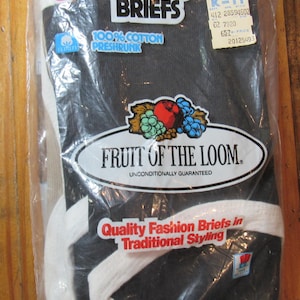 BRIEFS
100% COTTON
PRESHRUNK
FRUIT OF THE LOOM®
UNCONDITIONALLY GUARANTEED
Quality Fashion Briefs in
Traditional Styling